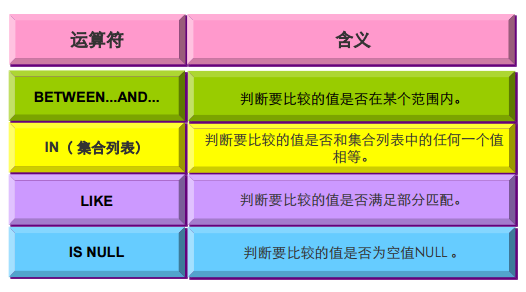 运算符
含义
BETWEEN...AND...
判断要比较的值是否在某个范围内。
IN（ 集合列表）
判断要比较的值是否和集合列表中的任何一个值
相等。
LIKE
判断要比较的值是否满足部分匹配。
IS NULL
判断要比较的值是否为空值NULL 。